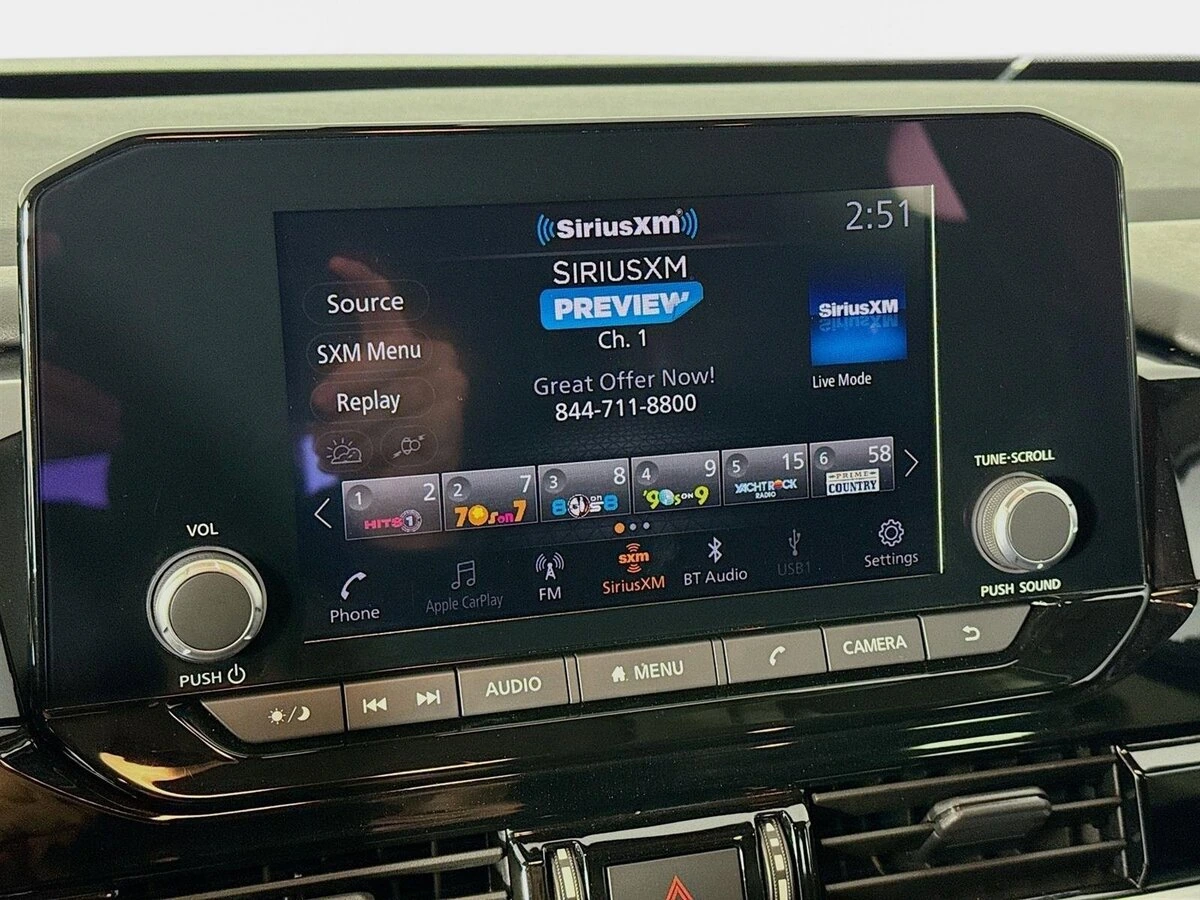 SiriusXM
2:51
SIRIUSXM
PREVIEW
Ch. 1
Great Offer Now!
844-711-8800
Source
SXM Menu
Replay
SiriusXM
Live Mode
1 2
HITS 1
2 7
70s on 7
3 8
80s on 8
4 9
'90s ON 9
5 15
YACHT ROCK
RADIO
6 58
PRIME
COUNTRY
Phone
Apple CarPlay
FM
sxm
SiriusXM
BT Audio
USB1
Settings
VOL
PUSH
TUNE·SCROLL
PUSH SOUND
AUDIO
MENU
CAMERA